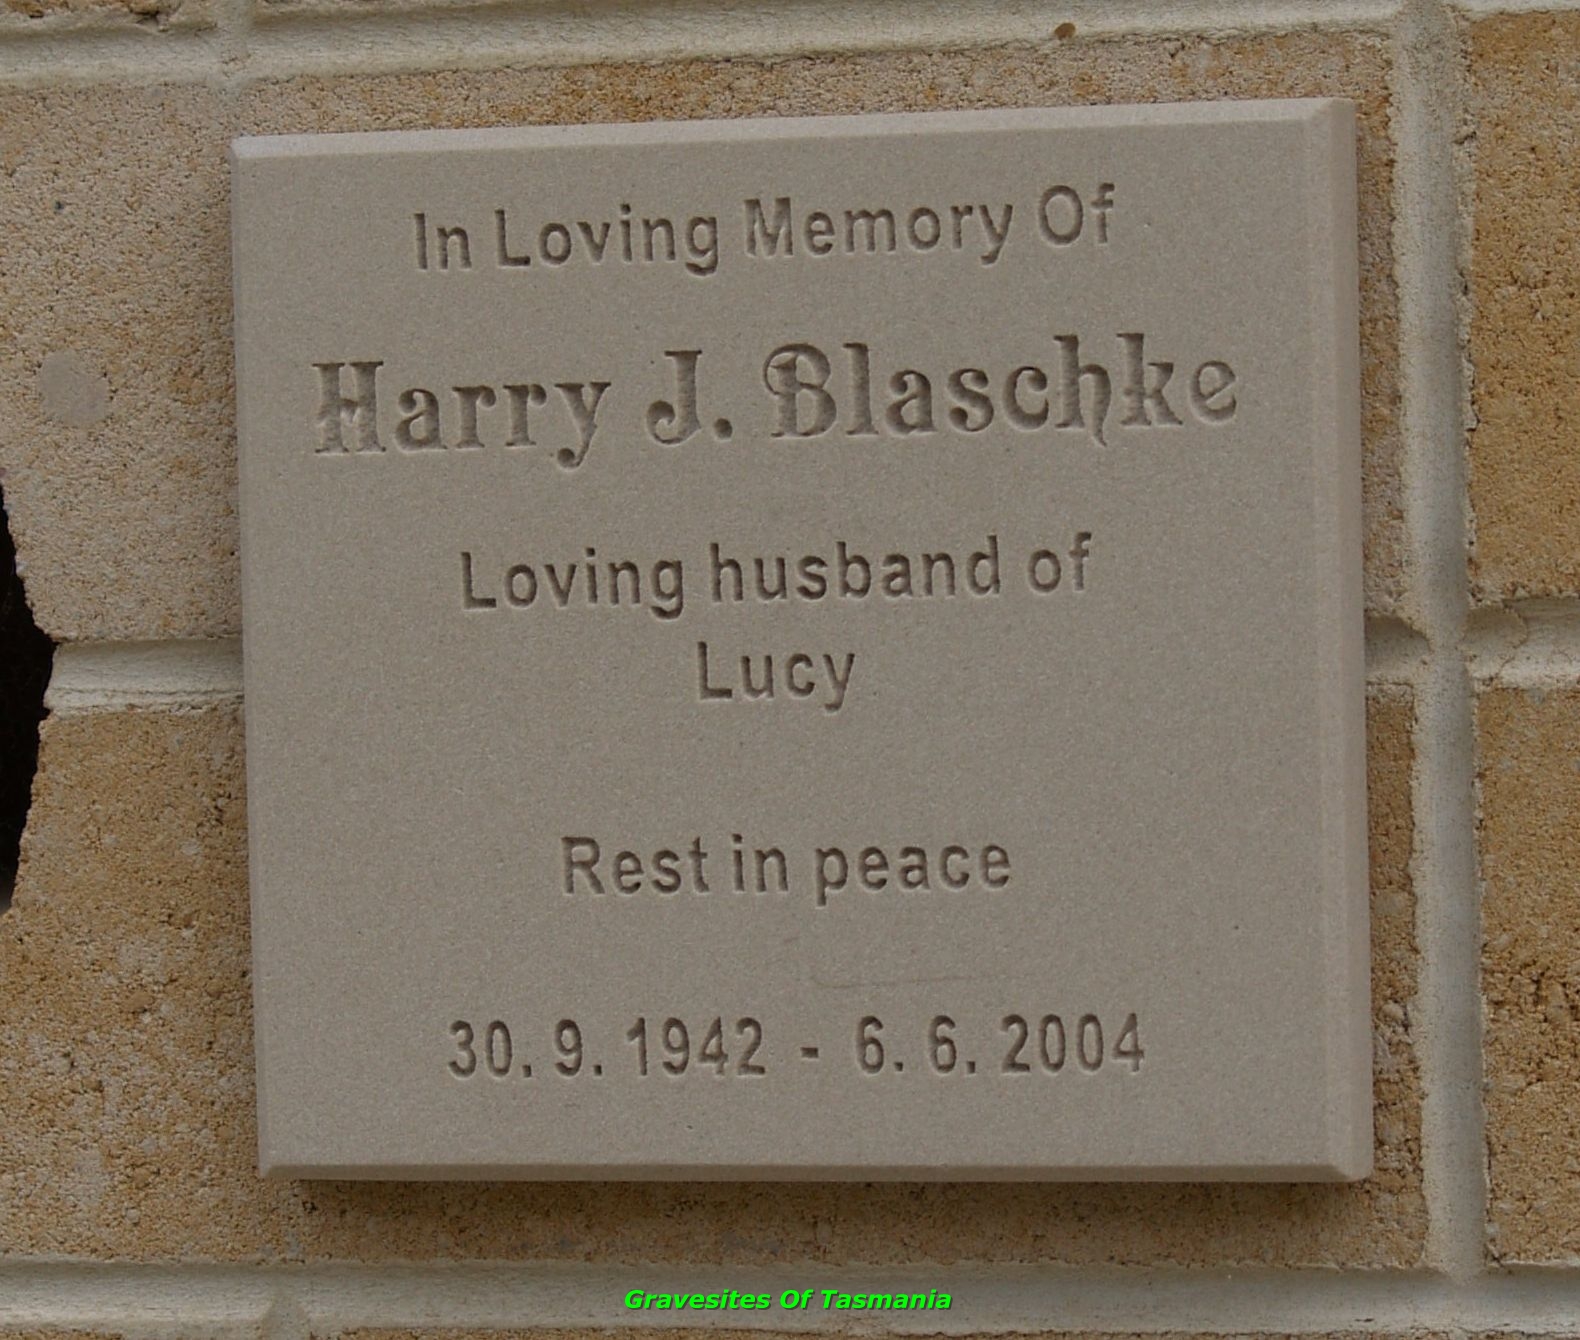 In Loving Memory Of
Harry J. Blaschke
Loving husband of
Lucy
Rest in peace
30. 9. 1942 - 6. 6. 2004
Gravesites Of Tasmania